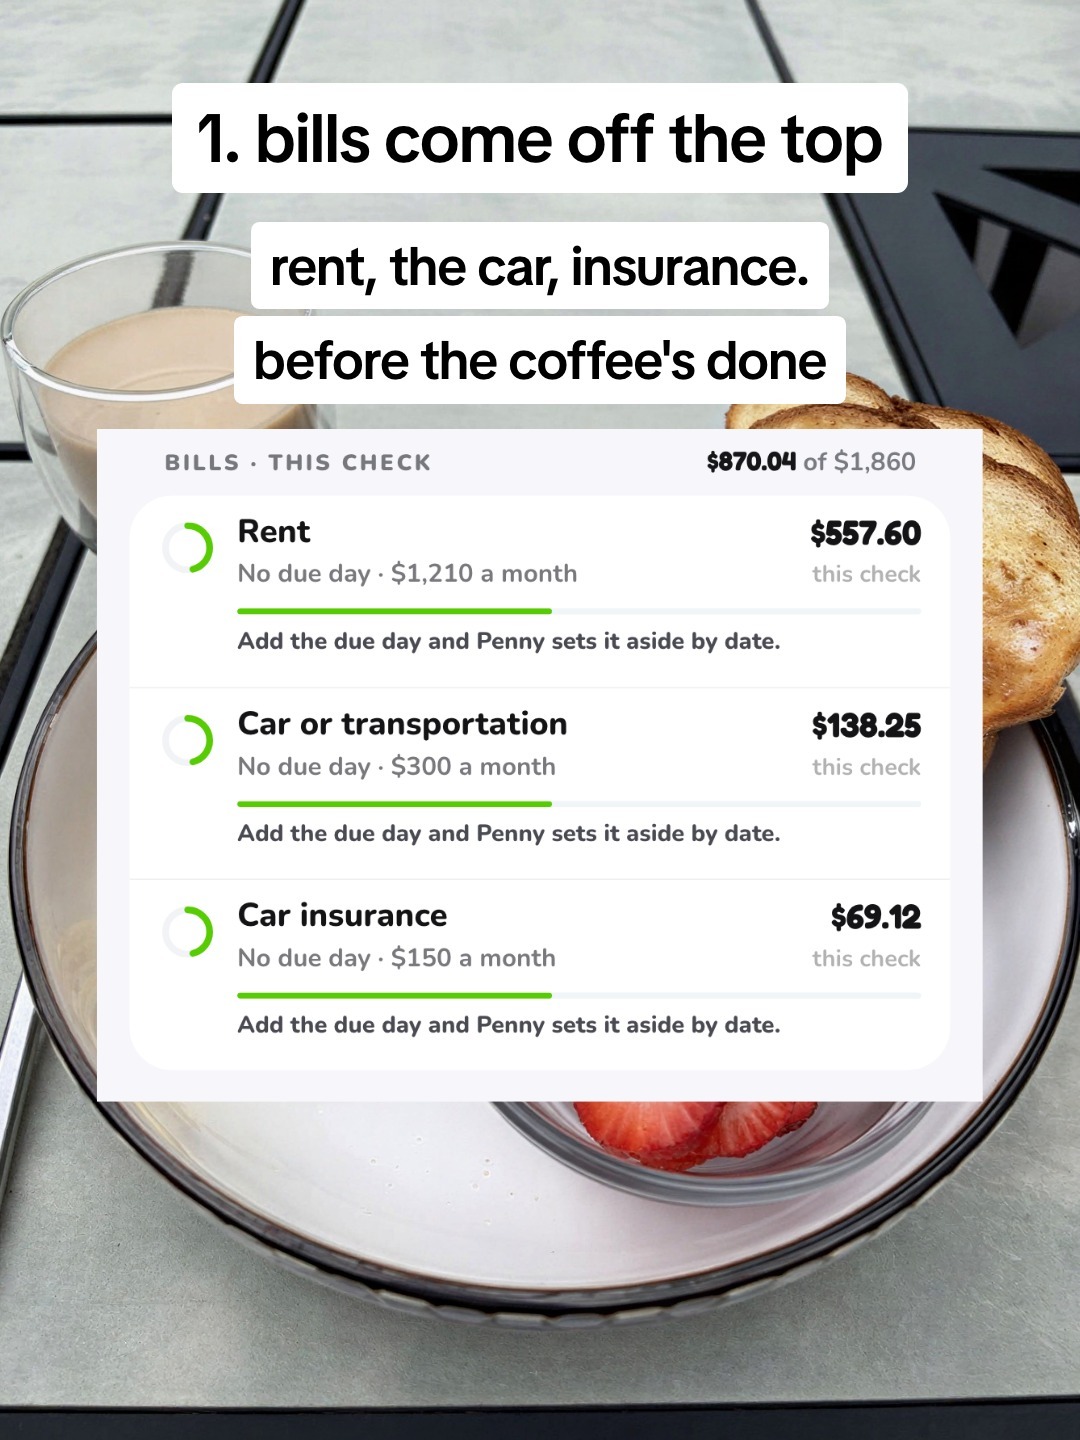 1. bills come off the top
rent, the car, insurance.
before the coffee's done
BILLS · THIS CHECK $870.04 of $1,860
Rent $557.60
No due day · $1,210 a month this check
Add the due day and Penny sets it aside by date.
Car or transportation $138.25
No due day · $300 a month this check
Add the due day and Penny sets it aside by date.
Car insurance $69.12
No due day · $150 a month this check
Add the due day and Penny sets it aside by date.